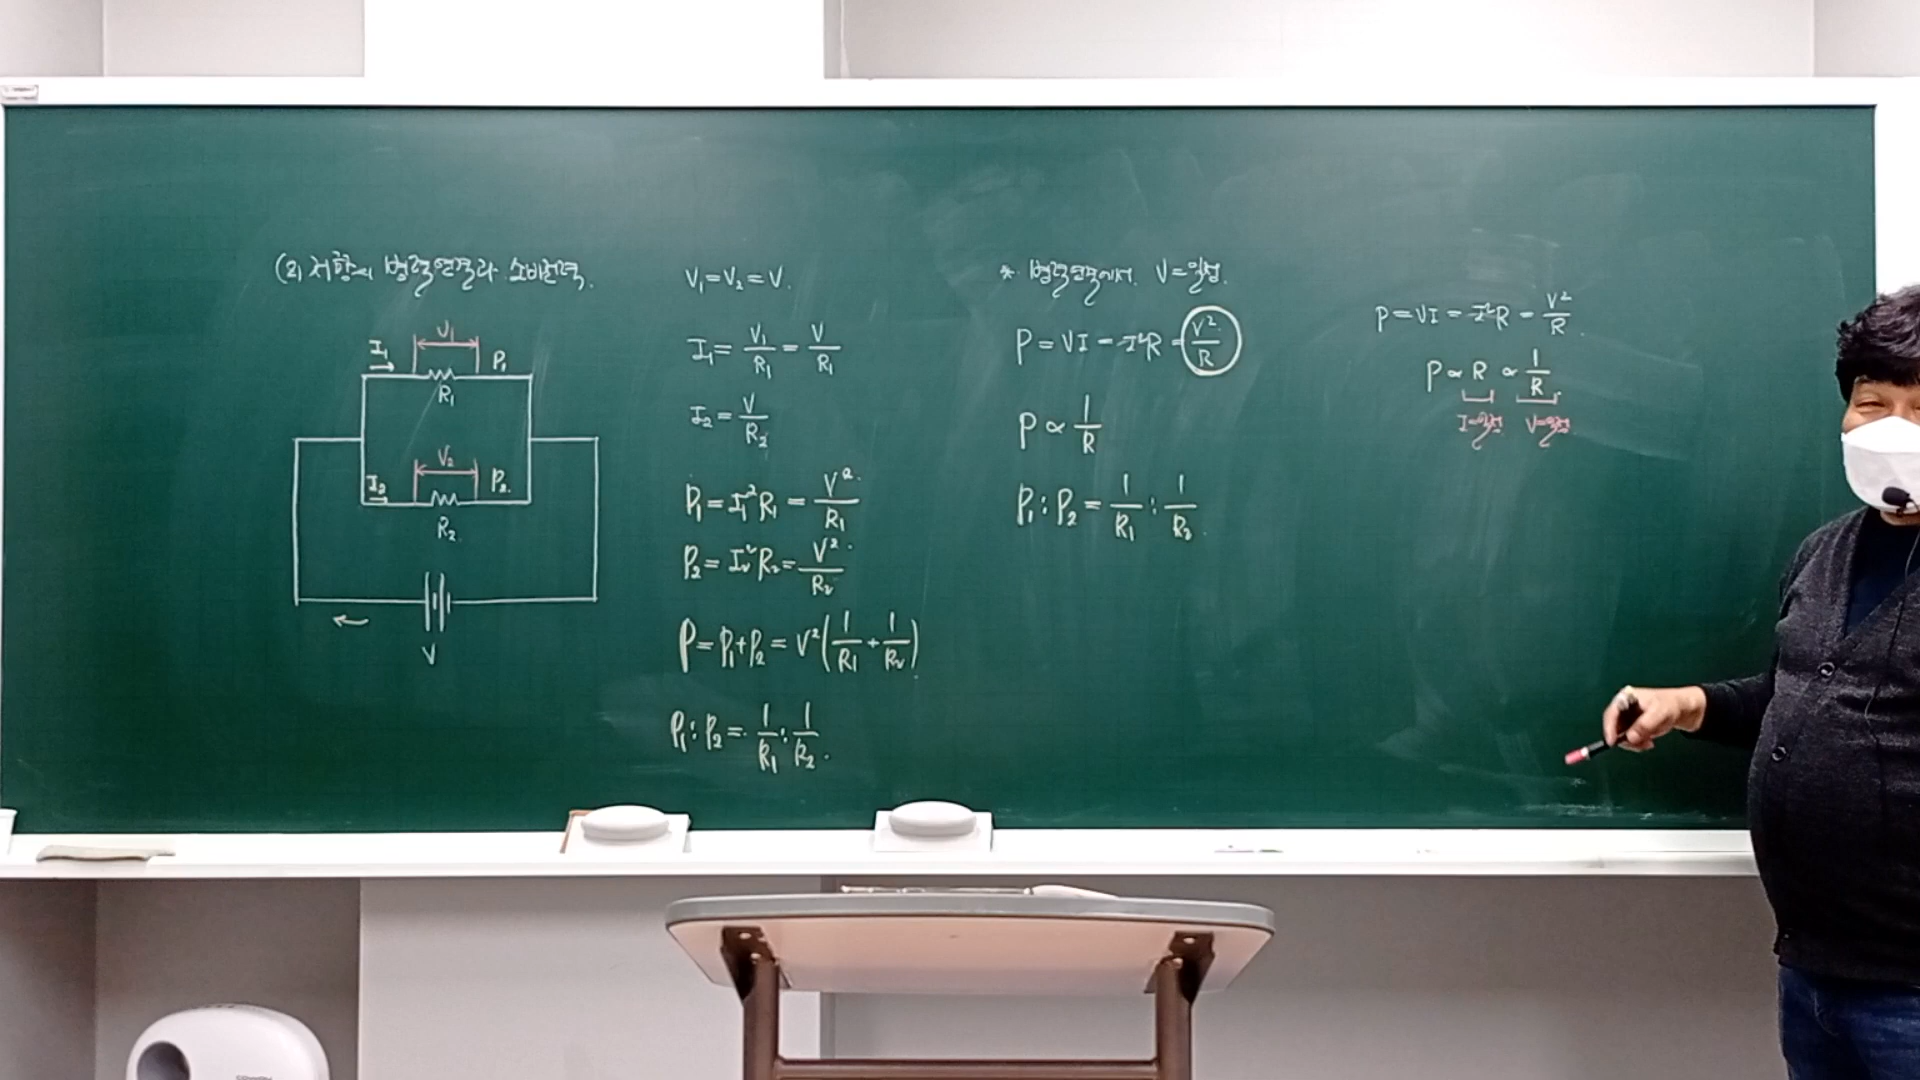 (2) 저항의 병렬연결과 소비전력.
V₁
I₁
P₁
R₁
V₂
I₂
P₂.
R₂
←
V
V₁=V₂=V.
I₁=V₁/R₁=V/R₁
I₂=V/R₂
P₁=I₁²R₁=V²/R₁
P₂=I₂²R₂=V²/R₂
P=P₁+P₂=V²(1/R₁+1/R₂)
P₁:P₂=1/R₁:1/R₂.
* 병렬연결에서. V=일정.
P=VI=I²R=V²/R
P∝1/R
P₁:P₂=1/R₁:1/R₂.
P=VI=I²R=V²/R.
P∝R∝1/R.
I=일정 V=일정